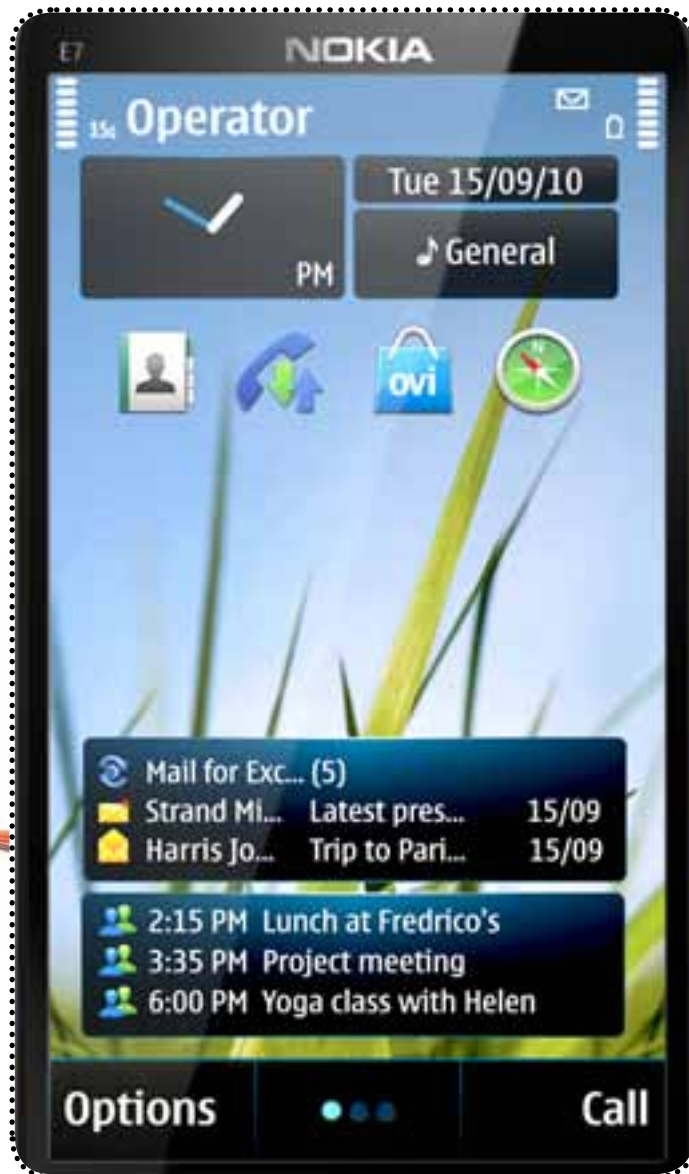 E7
NOKIA
Operator
Tue 15/09/10
PM
General
N
ovi
Mail for Exc... (5)
Strand Mi... Latest pres... 15/09
Harris Jo... Trip to Pari... 15/09
2:15 PM Lunch at Fredrico's
3:35 PM Project meeting
6:00 PM Yoga class with Helen
Options
Call